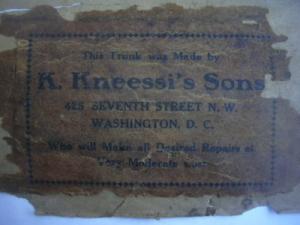 This Trunk was Made by
K. Kneessi's Sons
425 SEVENTH STREET N. W.
WASHINGTON, D. C.
Who will Make all Desired Repairs at
Very Moderate